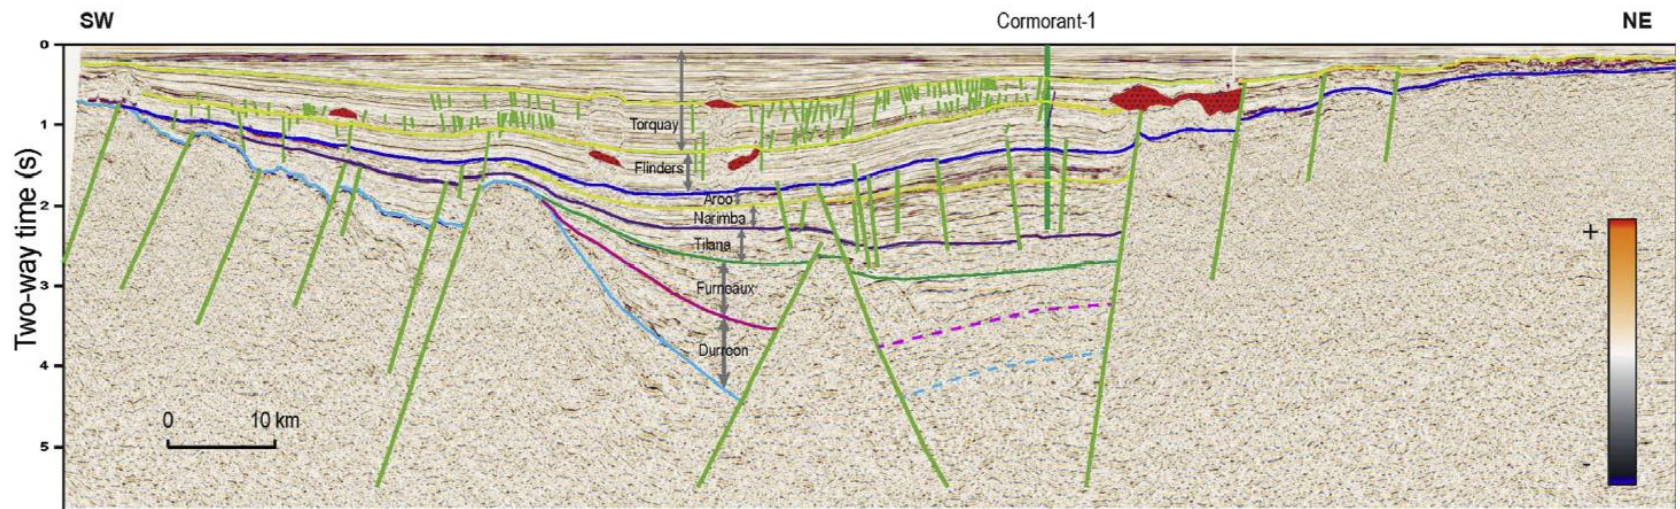 SW Cormorant-1 NE
0
Torquay
1
Flinders
Aroo
2
Narimba
Tilana
3
Furneaux
Durroon
4
5
Two-way time (s)
0 10 km
+
-